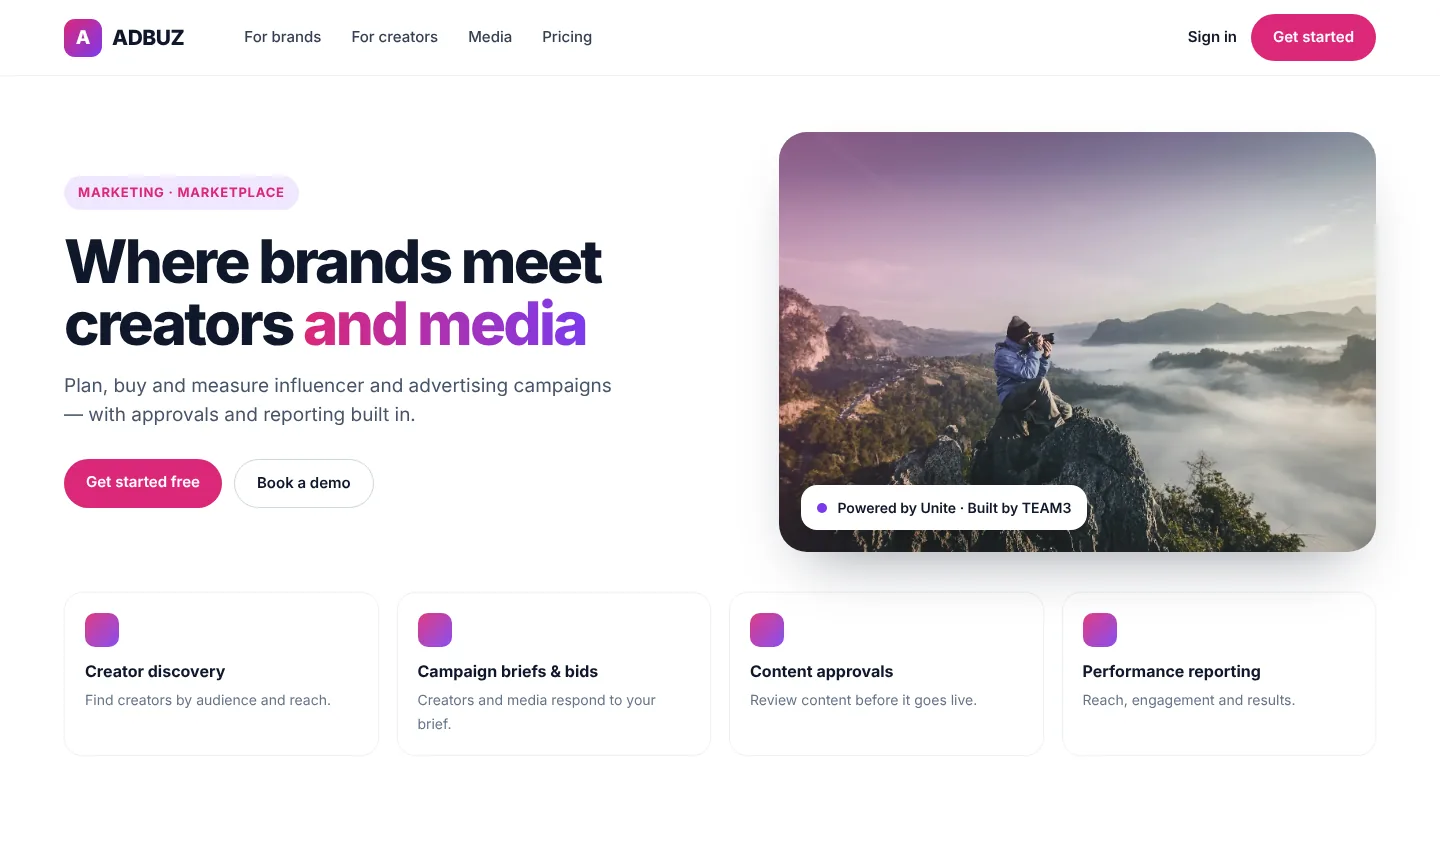 A ADBUZ For brands For creators Media Pricing Sign in Get started
MARKETING · MARKETPLACE
Where brands meet
creators and media
Plan, buy and measure influencer and advertising campaigns
— with approvals and reporting built in.
Get started free Book a demo
Powered by Unite · Built by TEAM3
Creator discovery
Find creators by audience and reach.
Campaign briefs & bids
Creators and media respond to your
brief.
Content approvals
Review content before it goes live.
Performance reporting
Reach, engagement and results.